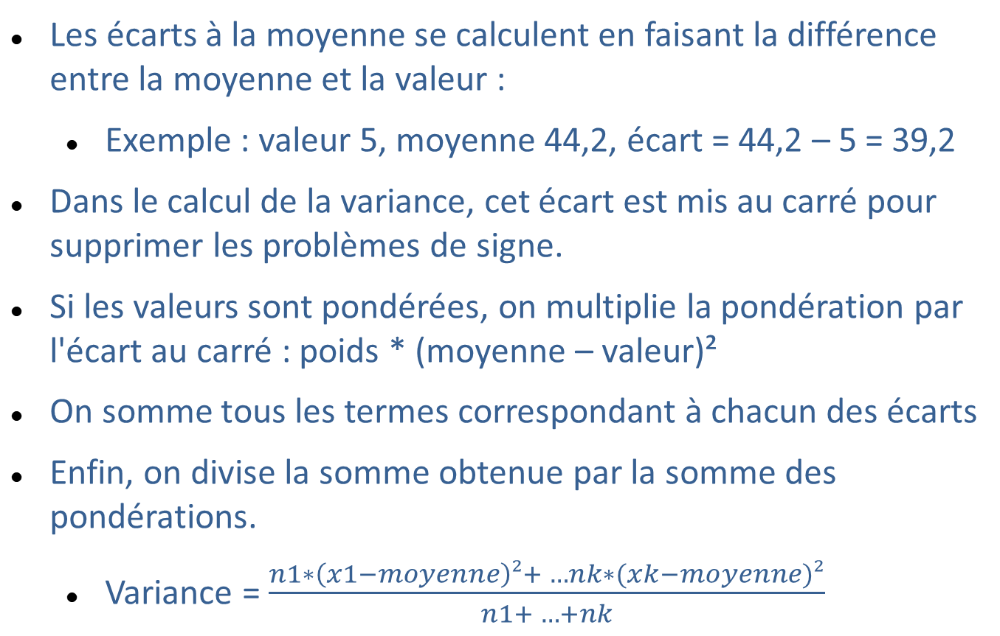 Les écarts à la moyenne se calculent en faisant la différence
entre la moyenne et la valeur :
Exemple : valeur 5, moyenne 44,2, écart = 44,2 – 5 = 39,2
Dans le calcul de la variance, cet écart est mis au carré pour
supprimer les problèmes de signe.
Si les valeurs sont pondérées, on multiplie la pondération par
l'écart au carré : poids * (moyenne – valeur)²
On somme tous les termes correspondant à chacun des écarts
Enfin, on divise la somme obtenue par la somme des
pondérations.
n1*(x1−moyenne)²+ …nk*(xk−moyenne)²
Variance =
n1+ …+nk